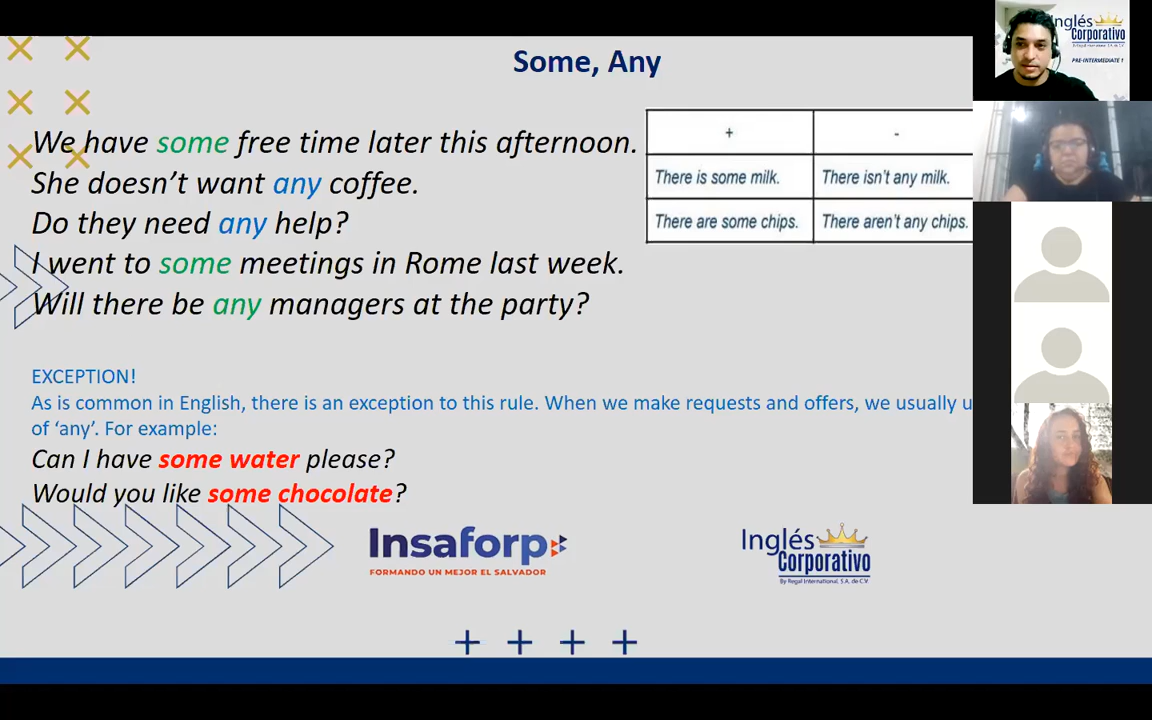 Some, Any
We have some free time later this afternoon.
She doesn't want any coffee.
Do they need any help?
I went to some meetings in Rome last week.
Will there be any managers at the party?
+ -
There is some milk. There isn't any milk.
There are some chips. There aren't any chips.
EXCEPTION!
As is common in English, there is an exception to this rule. When we make requests and offers, we usually
of 'any'. For example:
Can I have some water please?
Would you like some chocolate?
Insaforp
FORMANDO UN MEJOR EL SALVADOR
Inglés
Corporativo
By Regal International, S.A. de C.V.
Inglés
Corporativo
By Regal International, S.A. de C.V.
PRE-INTERMEDIATE 1